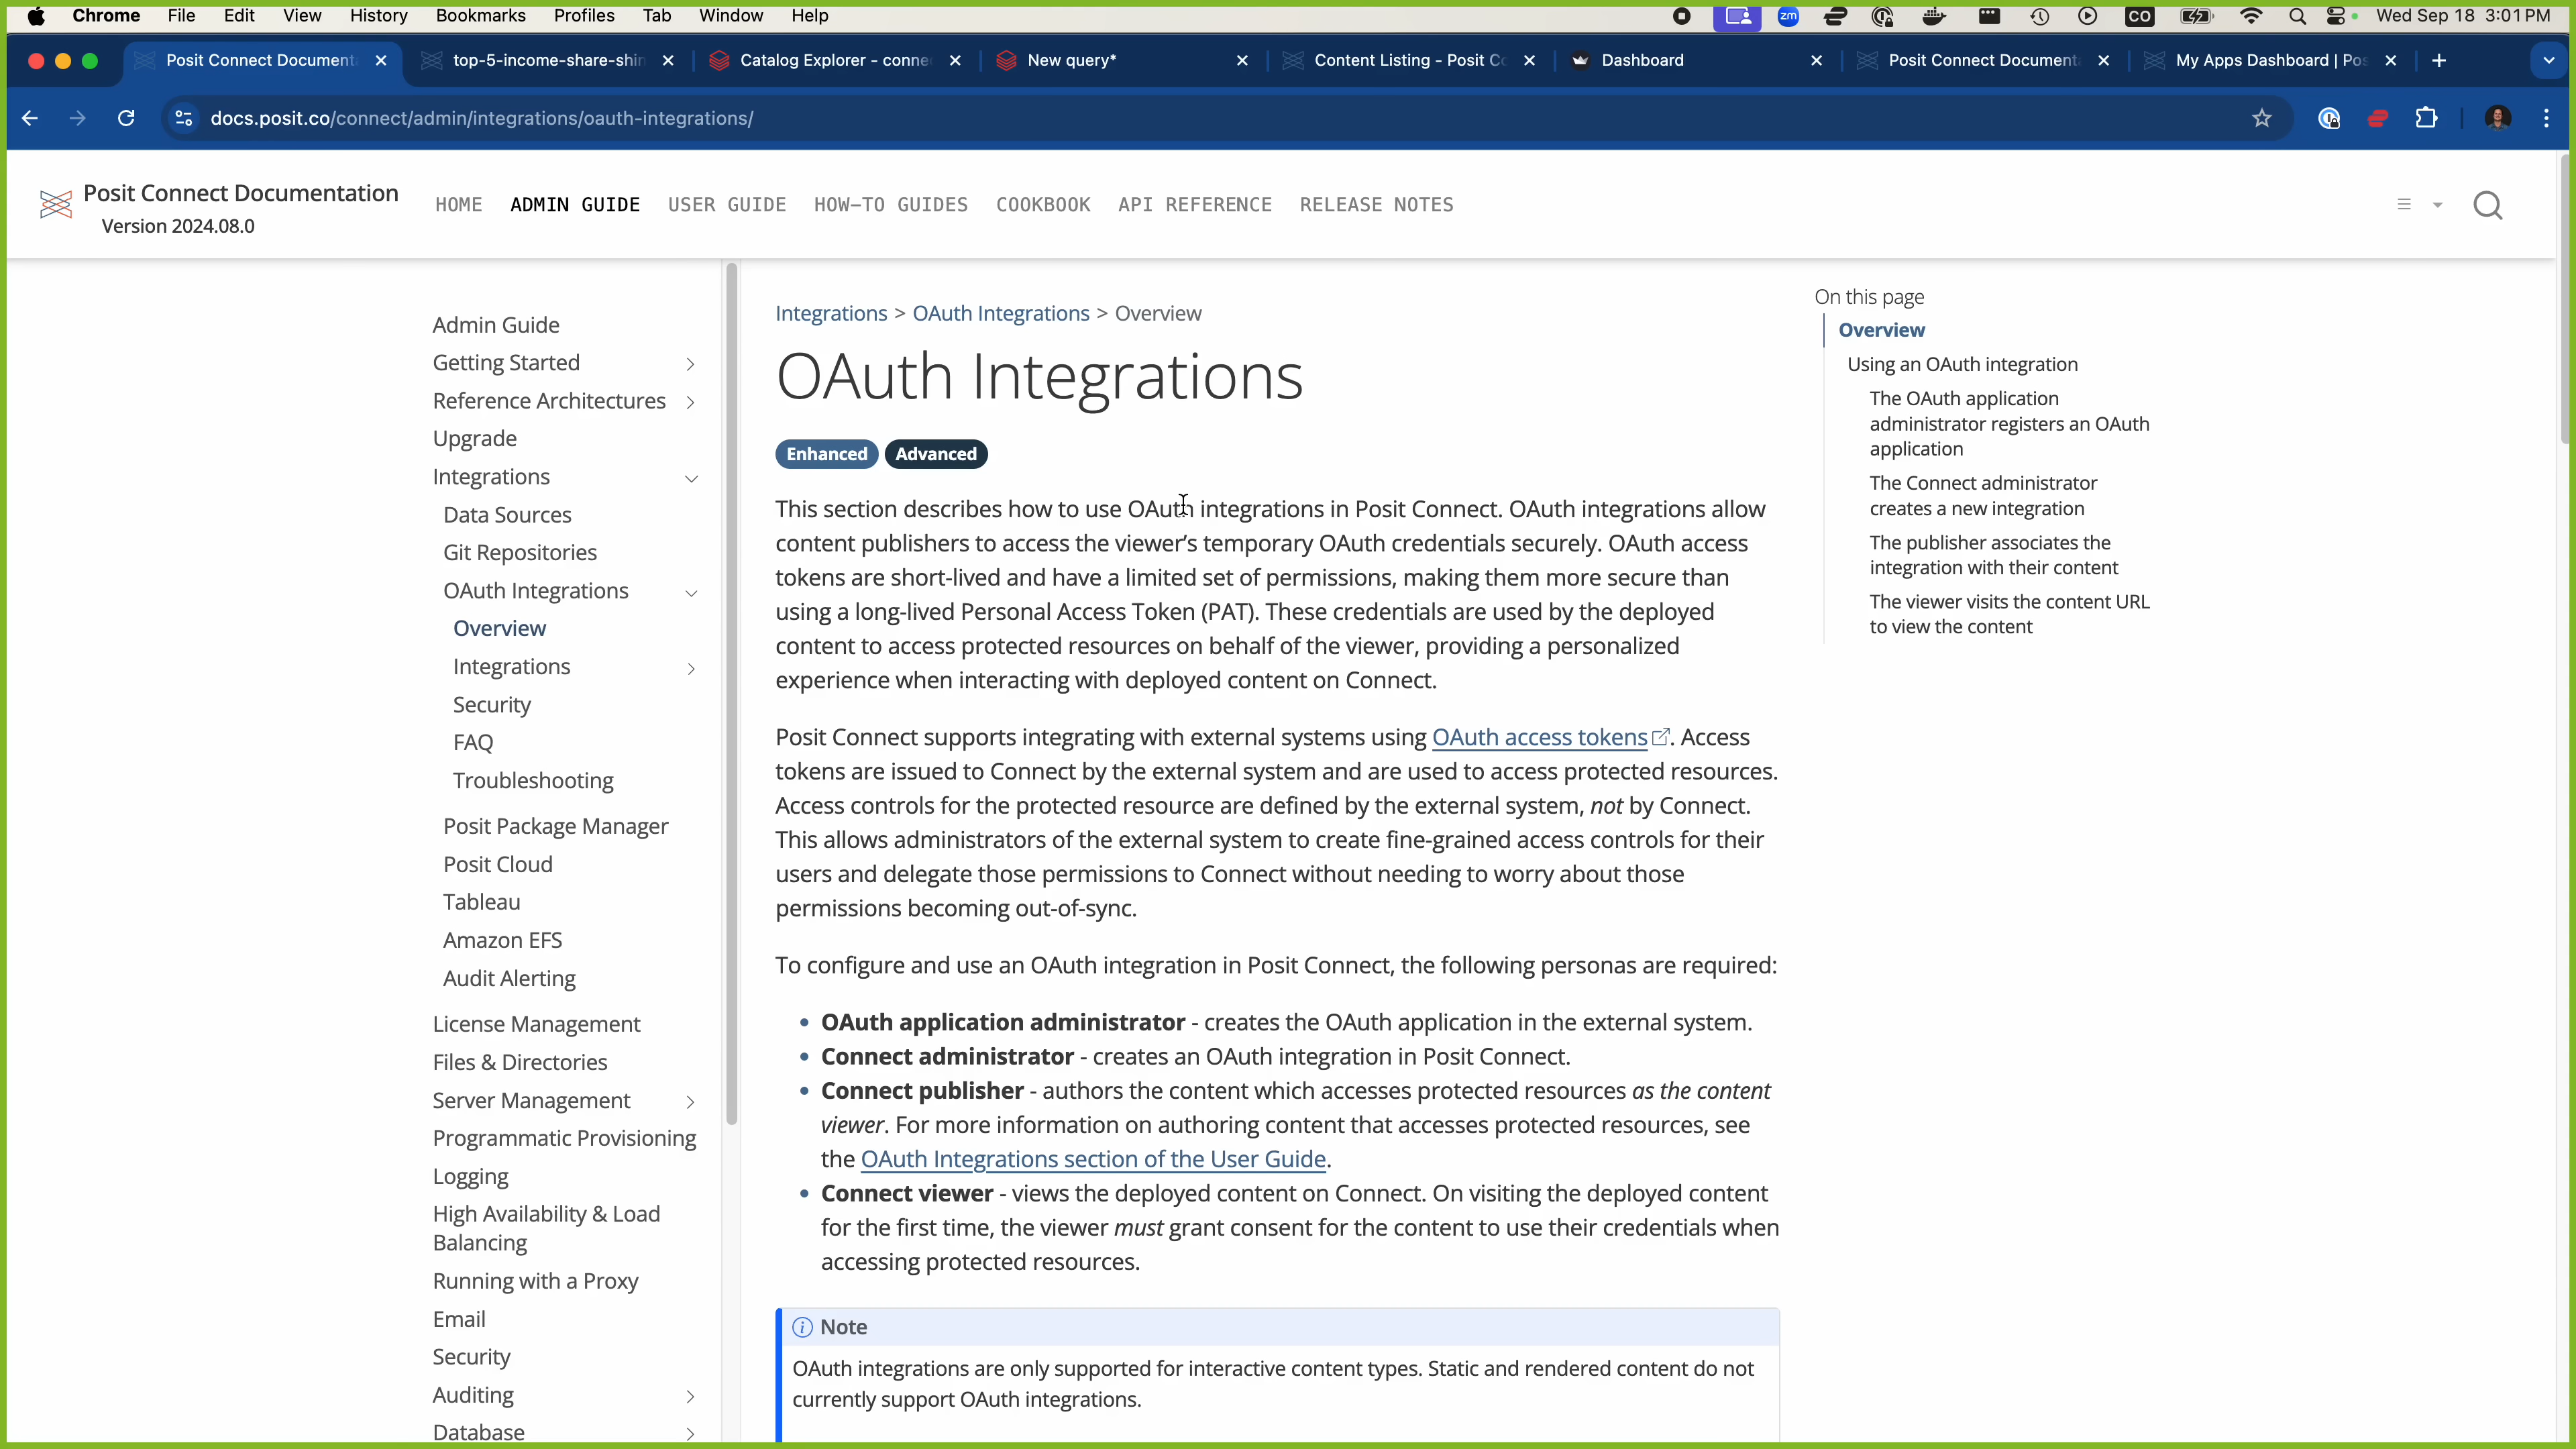 Chrome File Edit View History Bookmarks Profiles Tab Window Help zm CO Wed Sep 18 3:01 PM
Posit Connect Document top-5-income-share-shin Catalog Explorer - conne New query* Content Listing - Posit Co Dashboard Posit Connect Document My Apps Dashboard | Pos
docs.posit.co/connect/admin/integrations/oauth-integrations/
Posit Connect Documentation
Version 2024.08.0
HOME ADMIN GUIDE USER GUIDE HOW-TO GUIDES COOKBOOK API REFERENCE RELEASE NOTES
Admin Guide
Getting Started
Reference Architectures
Upgrade
Integrations
Data Sources
Git Repositories
OAuth Integrations
Overview
Integrations
Security
FAQ
Troubleshooting
Posit Package Manager
Posit Cloud
Tableau
Amazon EFS
Audit Alerting
License Management
Files & Directories
Server Management
Programmatic Provisioning
Logging
High Availability & Load
Balancing
Running with a Proxy
Email
Security
Auditing
Database
Integrations > OAuth Integrations > Overview
OAuth Integrations
Enhanced Advanced
This section describes how to use OAuth integrations in Posit Connect. OAuth integrations allow
content publishers to access the viewer’s temporary OAuth credentials securely. OAuth access
tokens are short-lived and have a limited set of permissions, making them more secure than
using a long-lived Personal Access Token (PAT). These credentials are used by the deployed
content to access protected resources on behalf of the viewer, providing a personalized
experience when interacting with deployed content on Connect.
Posit Connect supports integrating with external systems using OAuth access tokens. Access
tokens are issued to Connect by the external system and are used to access protected resources.
Access controls for the protected resource are defined by the external system, not by Connect.
This allows administrators of the external system to create fine-grained access controls for their
users and delegate those permissions to Connect without needing to worry about those
permissions becoming out-of-sync.
To configure and use an OAuth integration in Posit Connect, the following personas are required:
• OAuth application administrator - creates the OAuth application in the external system.
• Connect administrator - creates an OAuth integration in Posit Connect.
• Connect publisher - authors the content which accesses protected resources as the content
viewer. For more information on authoring content that accesses protected resources, see
the OAuth Integrations section of the User Guide.
• Connect viewer - views the deployed content on Connect. On visiting the deployed content
for the first time, the viewer must grant consent for the content to use their credentials when
accessing protected resources.
Note
OAuth integrations are only supported for interactive content types. Static and rendered content do not
currently support OAuth integrations.
On this page
Overview
Using an OAuth integration
The OAuth application
administrator registers an OAuth
application
The Connect administrator
creates a new integration
The publisher associates the
integration with their content
The viewer visits the content URL
to view the content